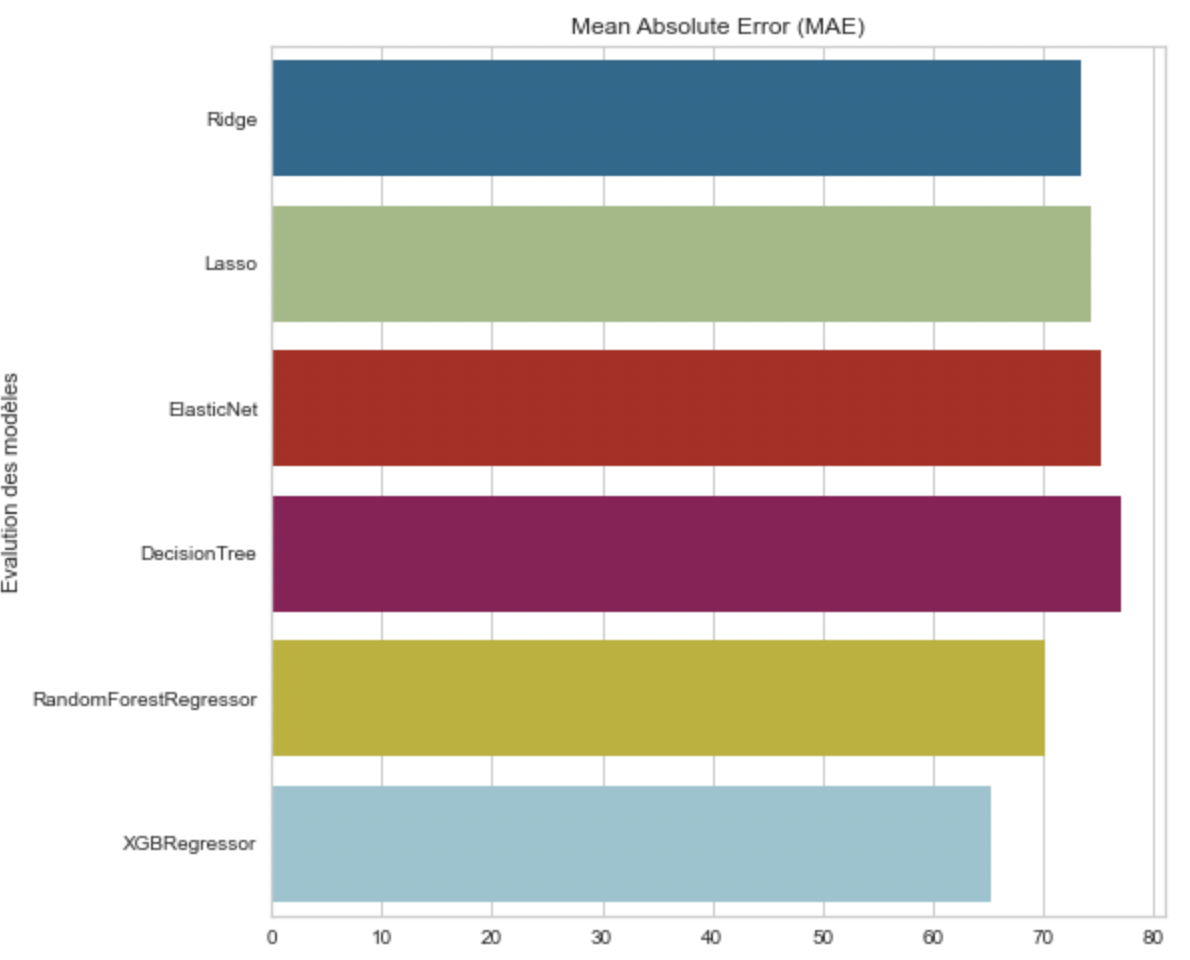 Mean Absolute Error (MAE)
Ridge
Lasso
ElasticNet
DecisionTree
RandomForestRegressor
XGBRegressor
Evalution des modèles
0 10 20 30 40 50 60 70 80